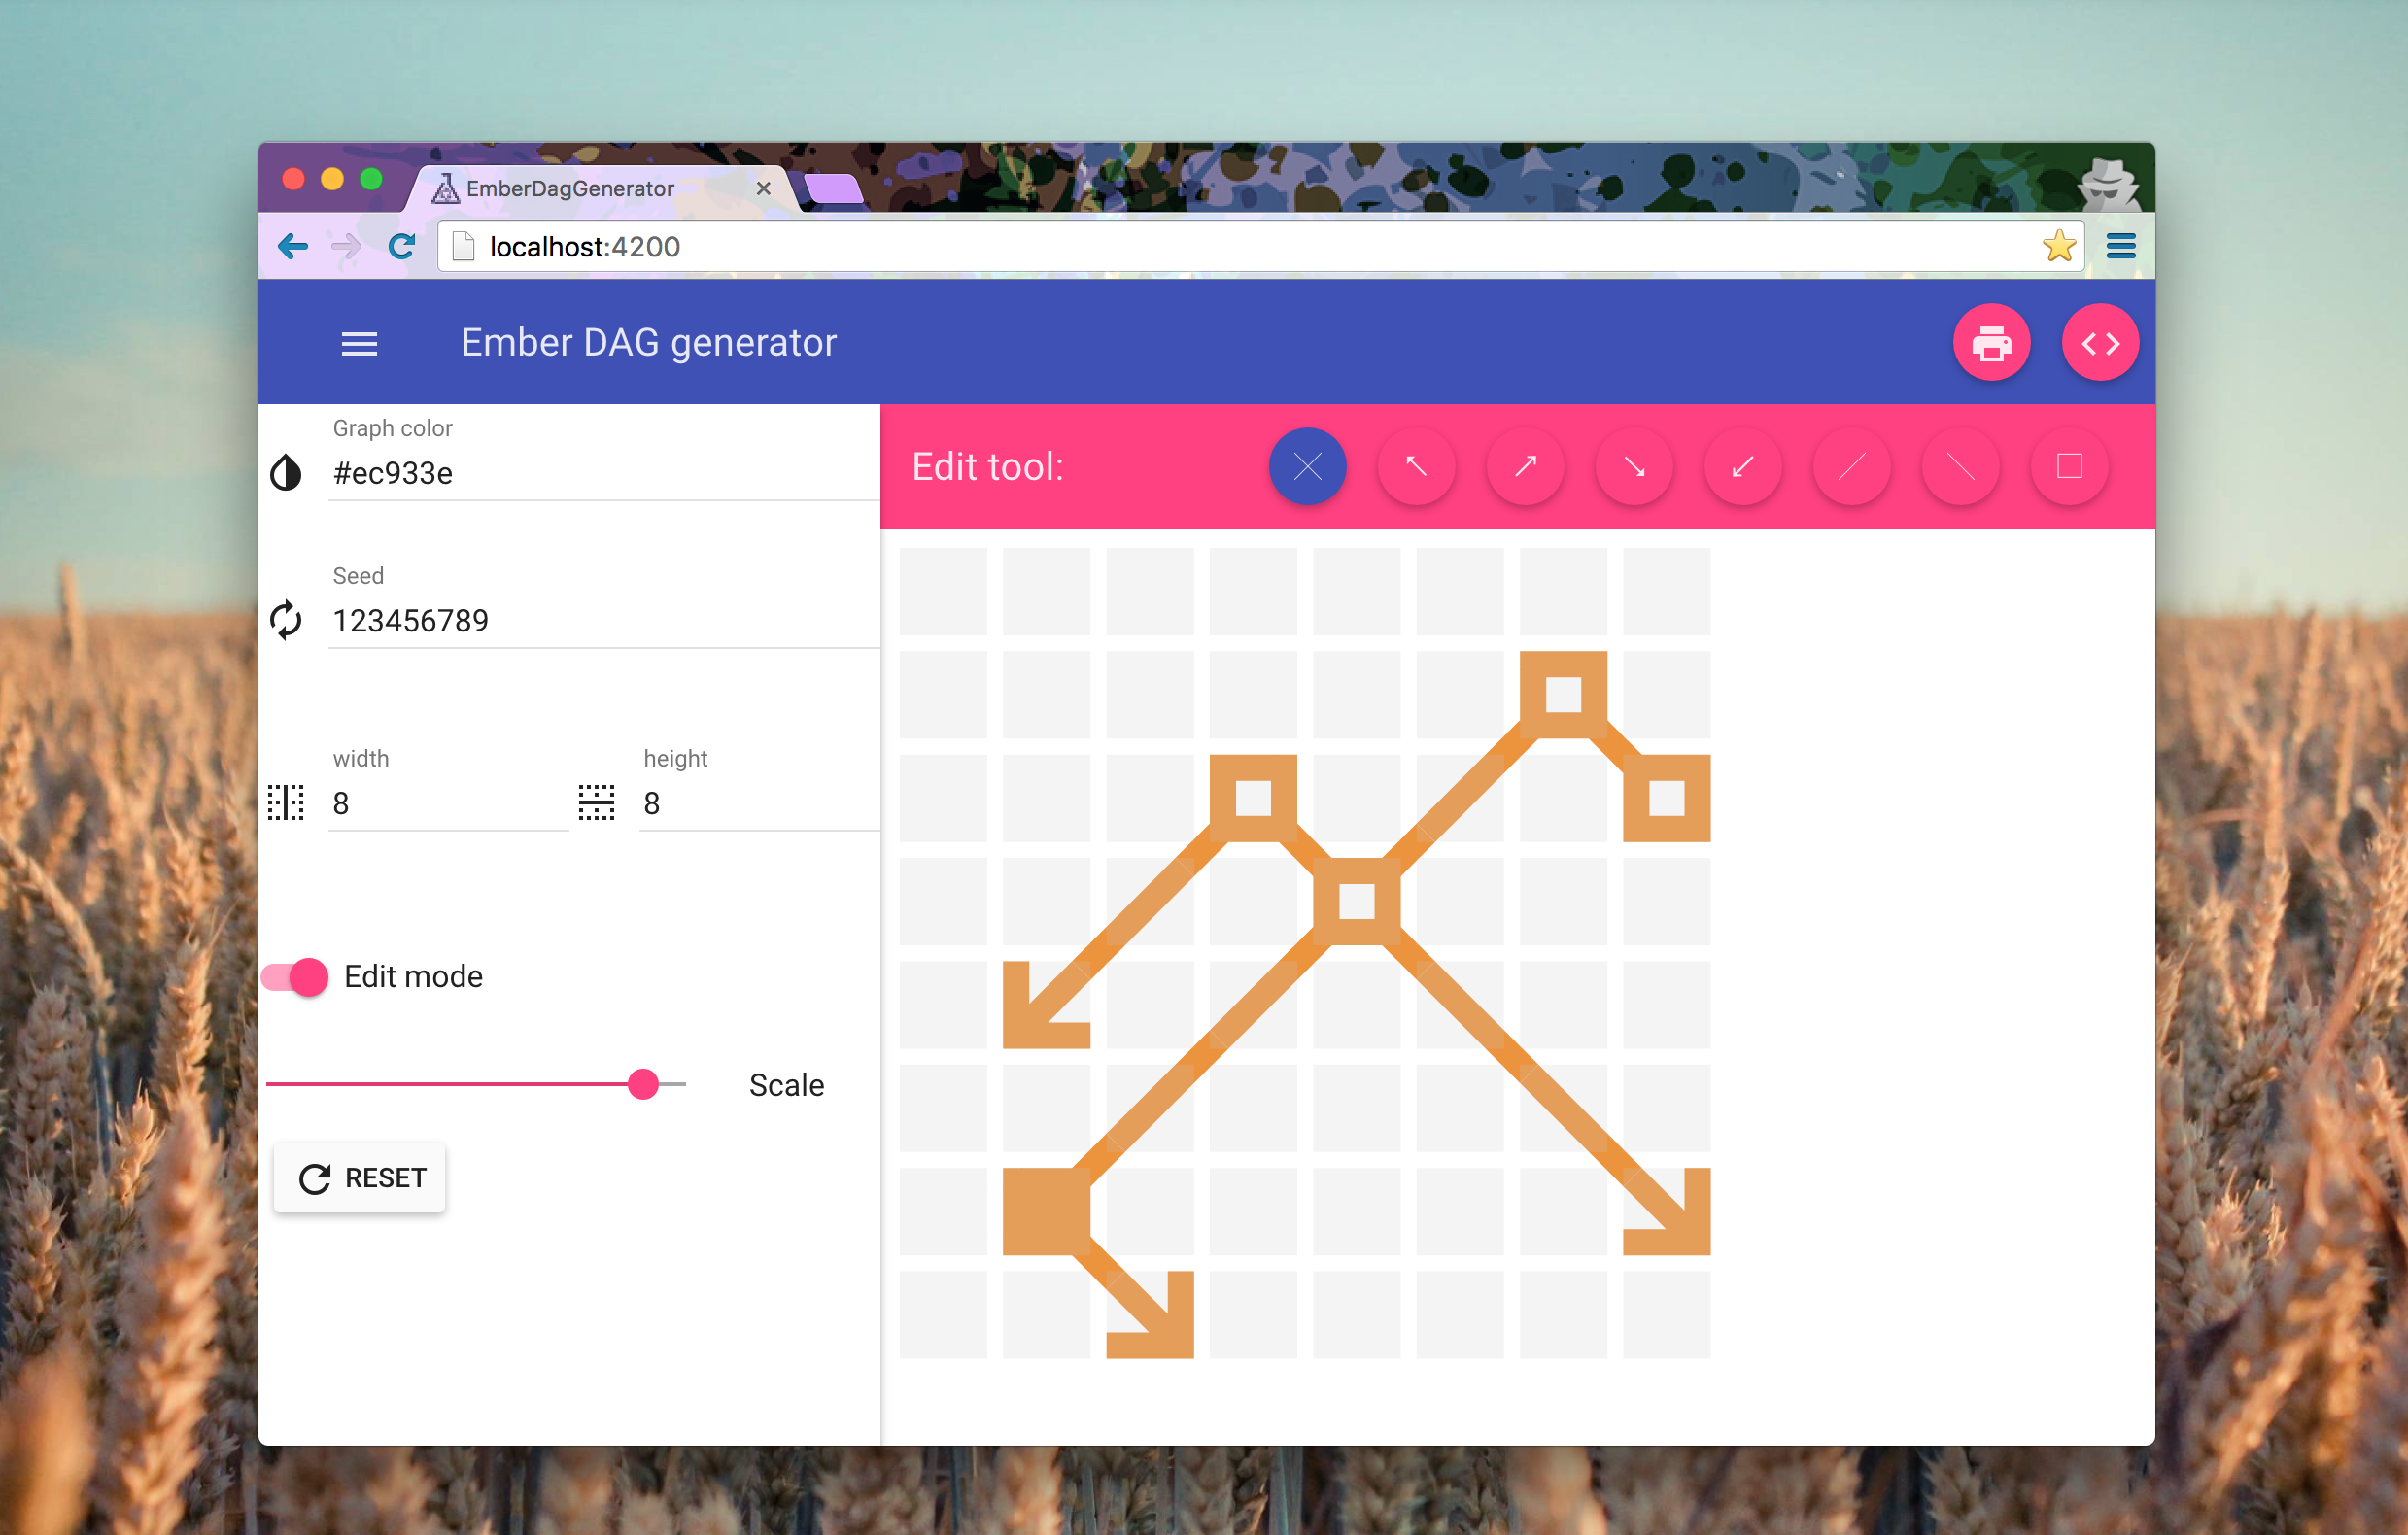 EmberDagGenerator
localhost:4200
Ember DAG generator
Graph color
#ec933e
Edit tool:
Seed
123456789
width
8
height
8
Edit mode
Scale
RESET